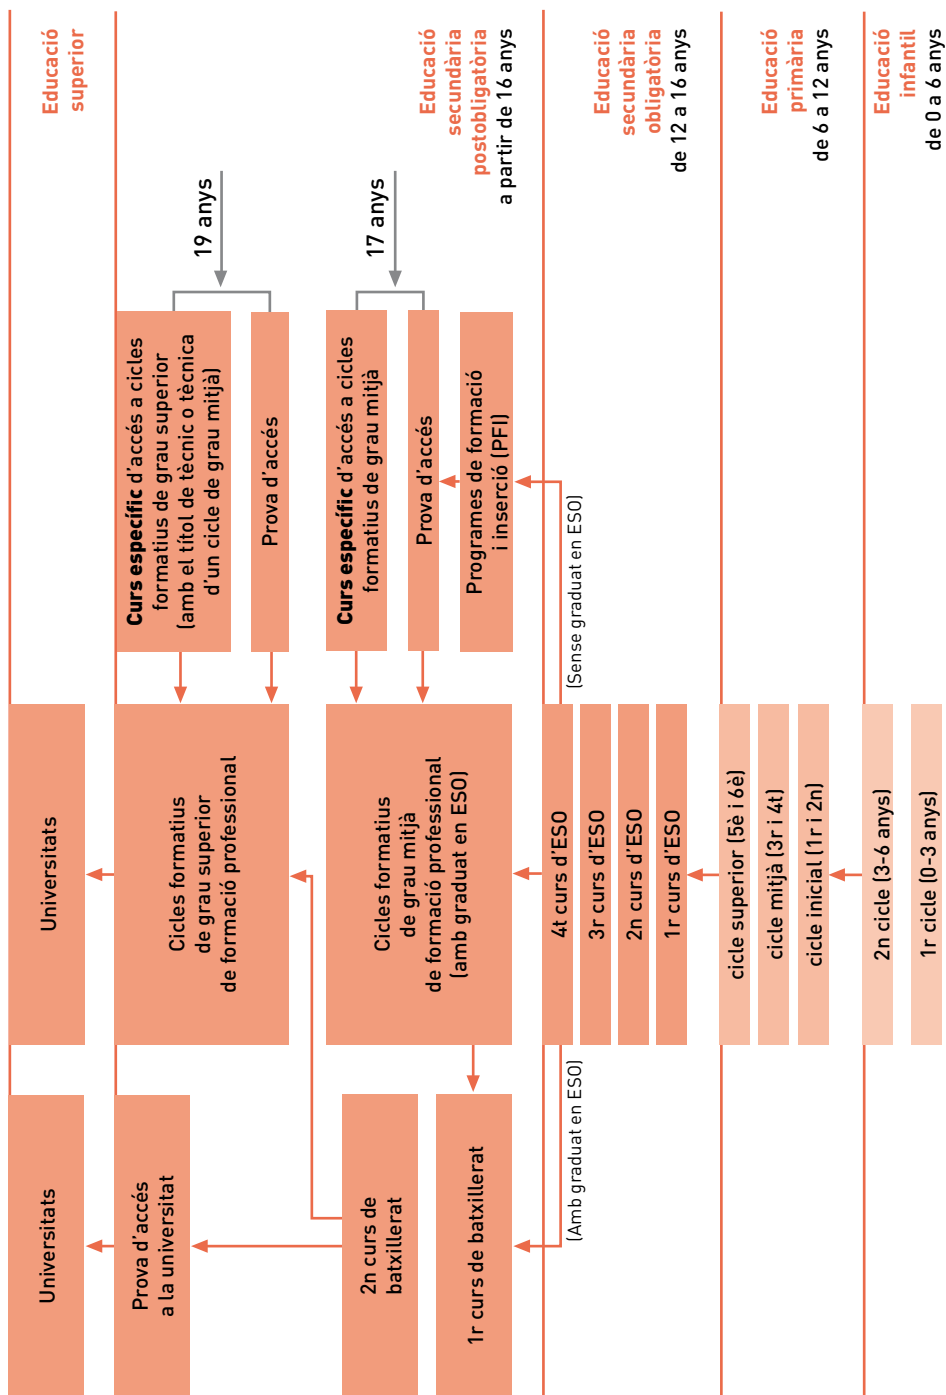 Educació
superior
Educació
secundària
postobligatòria
a partir de 16 anys
Educació
secundària
obligatòria
de 12 a 16 anys
Educació
primària
de 6 a 12 anys
Educació
infantil
de 0 a 6 anys
19 anys
17 anys
Curs específic d'accés a cicles
formatius de grau superior
(amb el títol de tècnic o tècnica
d'un cicle de grau mitjà)
Prova d'accés
Curs específic d'accés a cicles
formatius de grau mitjà
Prova d'accés
Programes de formació
i inserció (PFI)
(Sense graduat en ESO)
Universitats
Cicles formatius
de grau superior
de formació professional
Cicles formatius
de grau mitjà
de formació professional
(amb graduat en ESO)
4t curs d'ESO
3r curs d'ESO
2n curs d'ESO
1r curs d'ESO
cicle superior (5è i 6è)
cicle mitjà (3r i 4t)
cicle inicial (1r i 2n)
2n cicle (3-6 anys)
1r cicle (0-3 anys)
(Amb graduat en ESO)
Universitats
Prova d'accés
a la universitat
2n curs de
batxillerat
1r curs de batxillerat